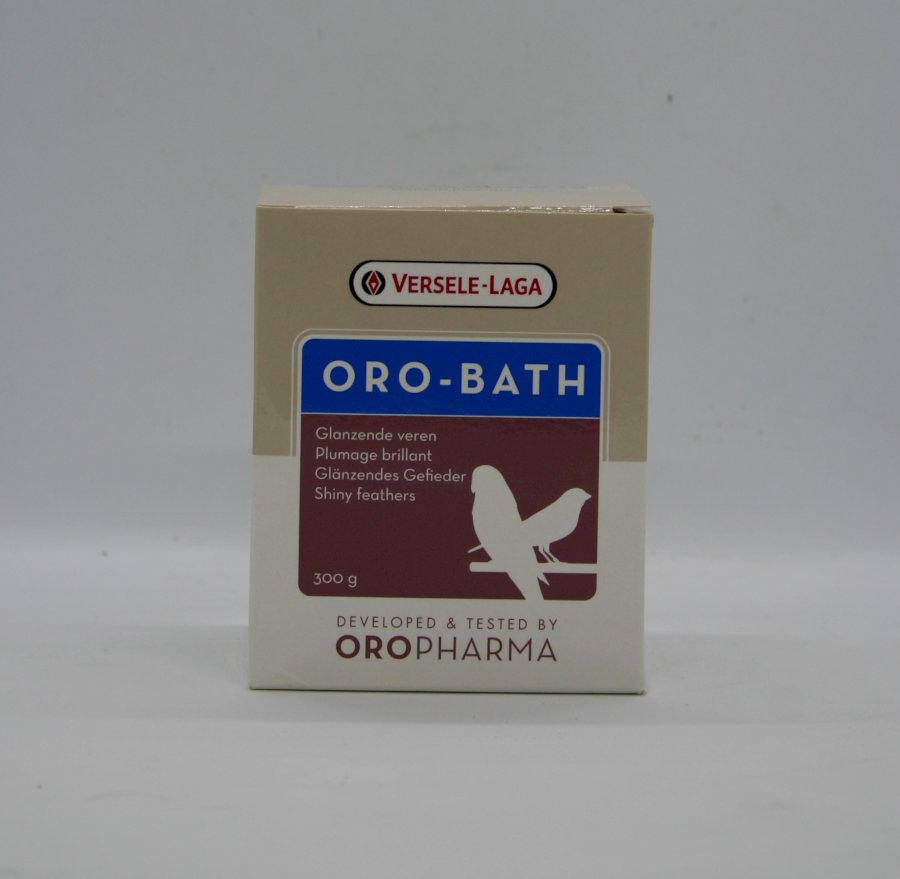 VERSELE-LAGA
ORO-BATH
Glanzende veren
Plumage brillant
Glänzendes Gefieder
Shiny feathers
300 g
DEVELOPED & TESTED BY
OROPHARMA